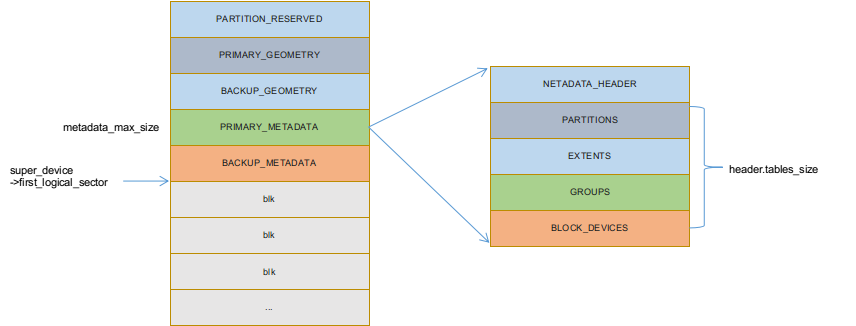 PARTITION_RESERVED
PRIMARY_GEOMETRY
BACKUP_GEOMETRY
metadata_max_size
PRIMARY_METADATA
BACKUP_METADATA
super_device
->first_logical_sector
blk
blk
blk
...
NETADATA_HEADER
PARTITIONS
EXTENTS
GROUPS
BLOCK_DEVICES
header.tables_size